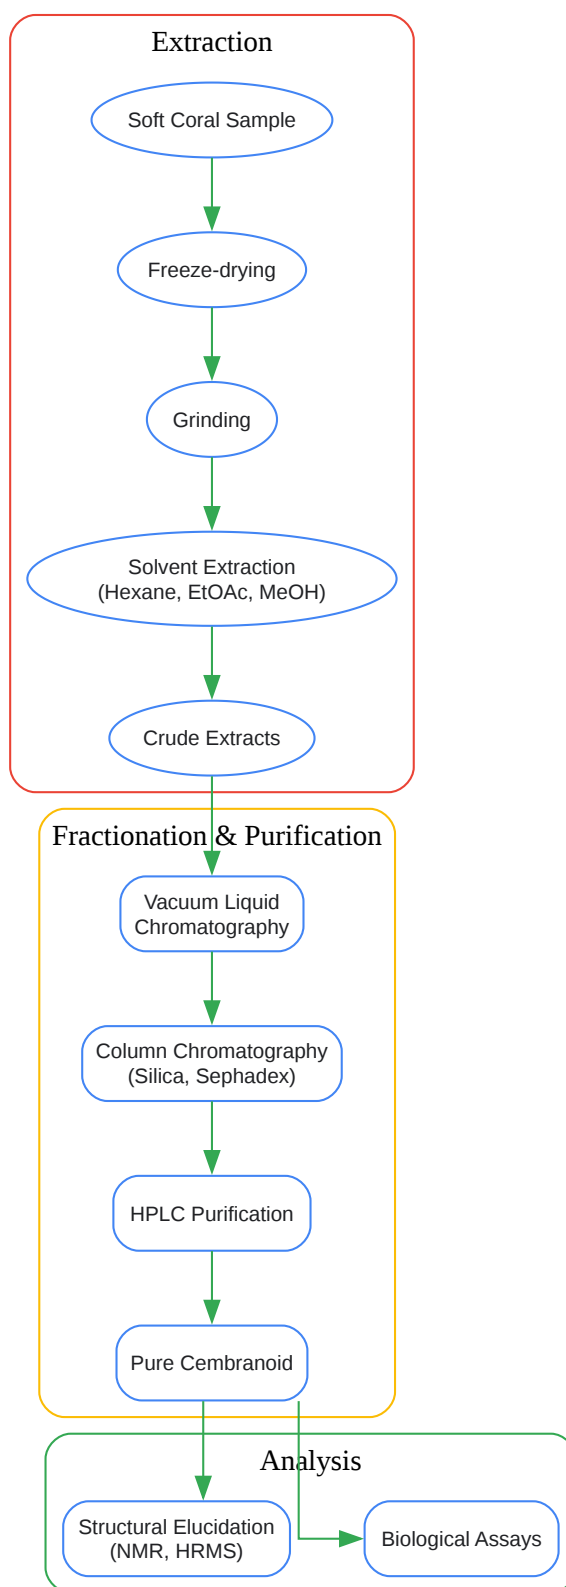 Extraction
Soft Coral Sample
Freeze-drying
Grinding
Solvent Extraction
(Hexane, EtOAc, MeOH)
Crude Extracts
Fractionation & Purification
Vacuum Liquid
Chromatography
Column Chromatography
(Silica, Sephadex)
HPLC Purification
Pure Cembranoid
Analysis
Structural Elucidation
(NMR, HRMS)
Biological Assays